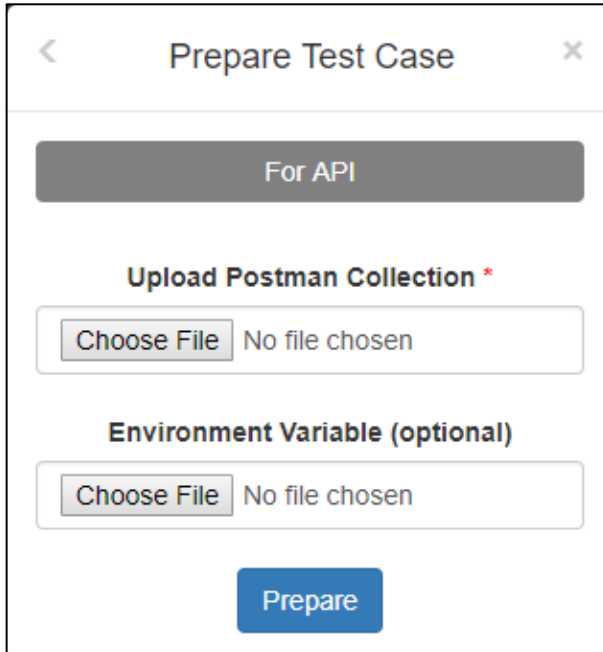 Prepare Test Case
For API
Upload Postman Collection *
Choose File No file chosen
Environment Variable (optional)
Choose File No file chosen
Prepare